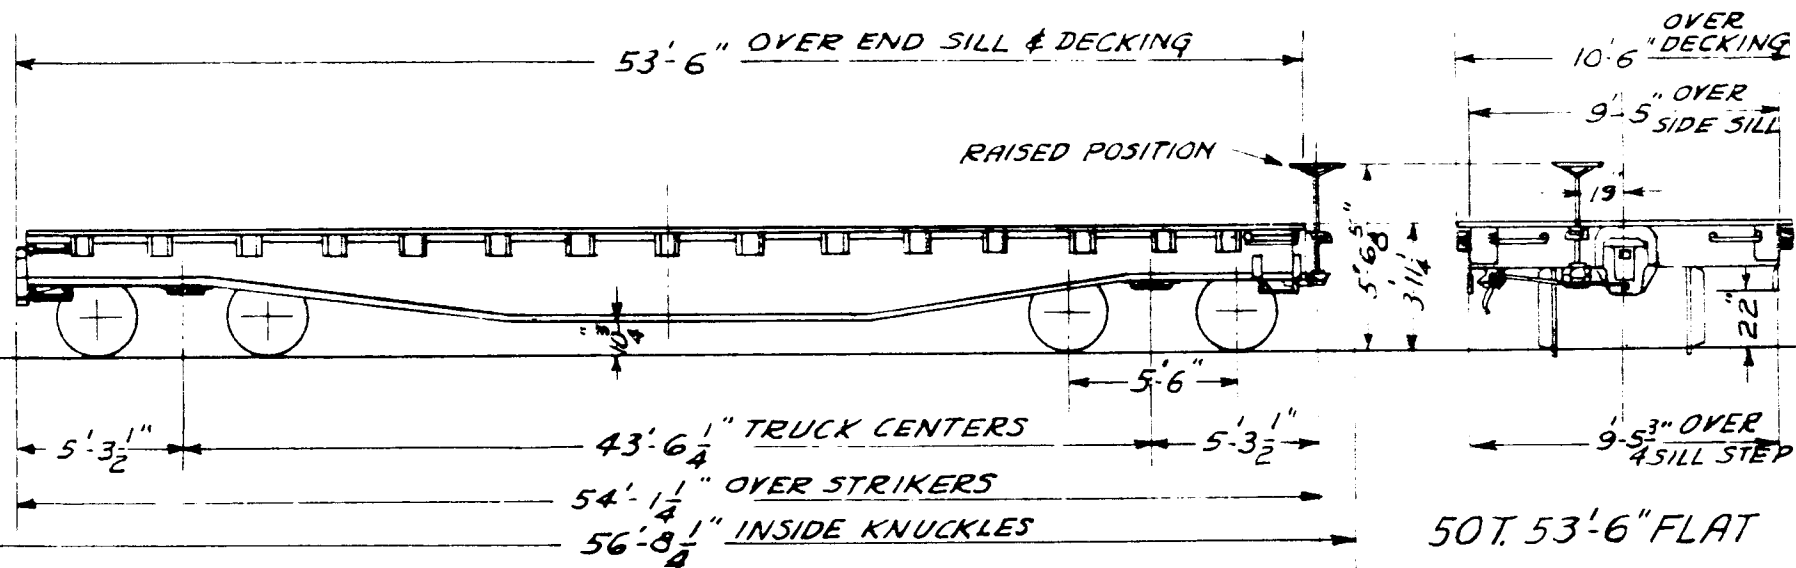 53'-6" OVER END SILL & DECKING
OVER
10'-6" DECKING
9'-5" OVER
SIDE SILL
RAISED POSITION
19"
5'-6 5/8"
3'-11 1/4"
10 3/4"
22"
5'-6"
5'-3 1/2"
43'-6 1/4" TRUCK CENTERS
5'-3 1/2"
9'-5 3/4" OVER
SILL STEP
54'-1 1/4" OVER STRIKERS
56'-8 1/4" INSIDE KNUCKLES
50T. 53'-6" FLAT